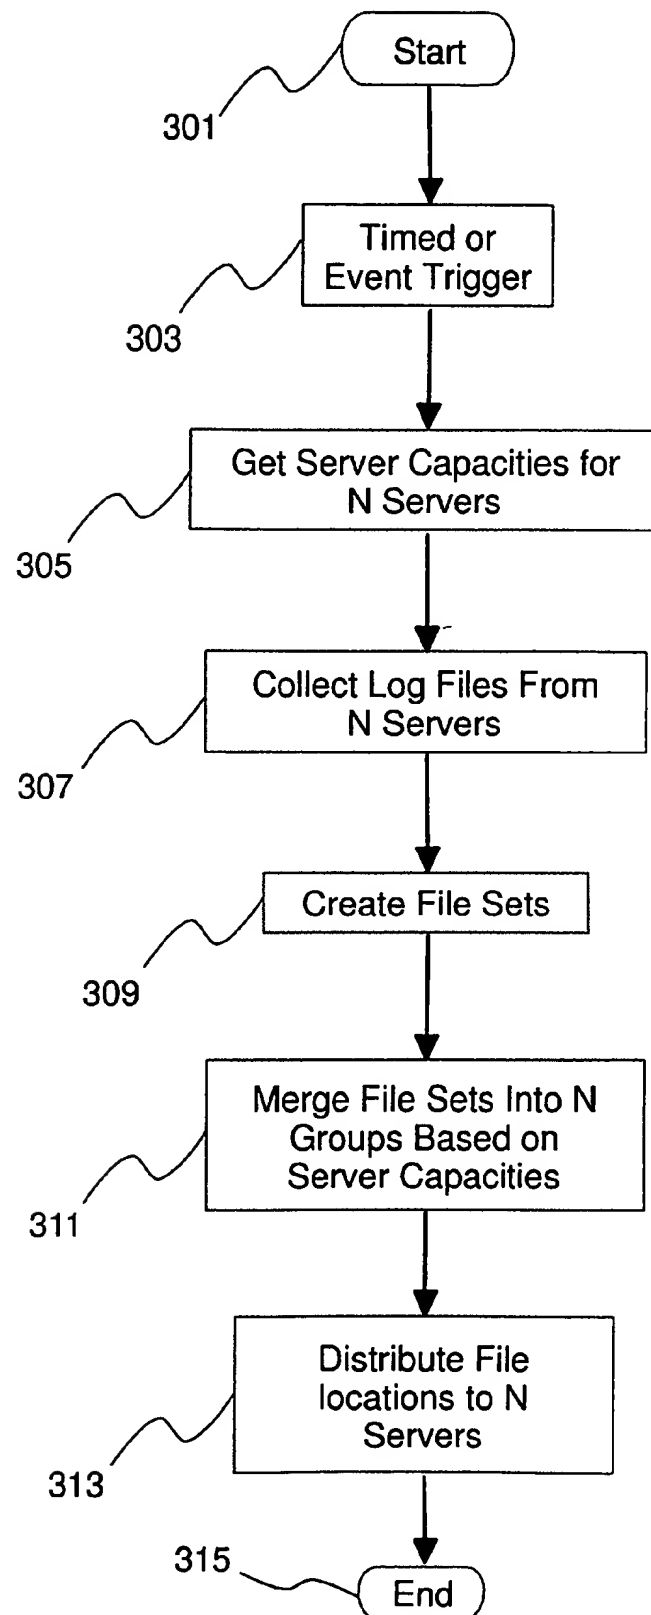 Start
301
Timed or
Event Trigger
303
Get Server Capacities for
N Servers
305
Collect Log Files From
N Servers
307
Create File Sets
309
Merge File Sets Into N
Groups Based on
Server Capacities
311
Distribute File
locations to N
Servers
313
315
End